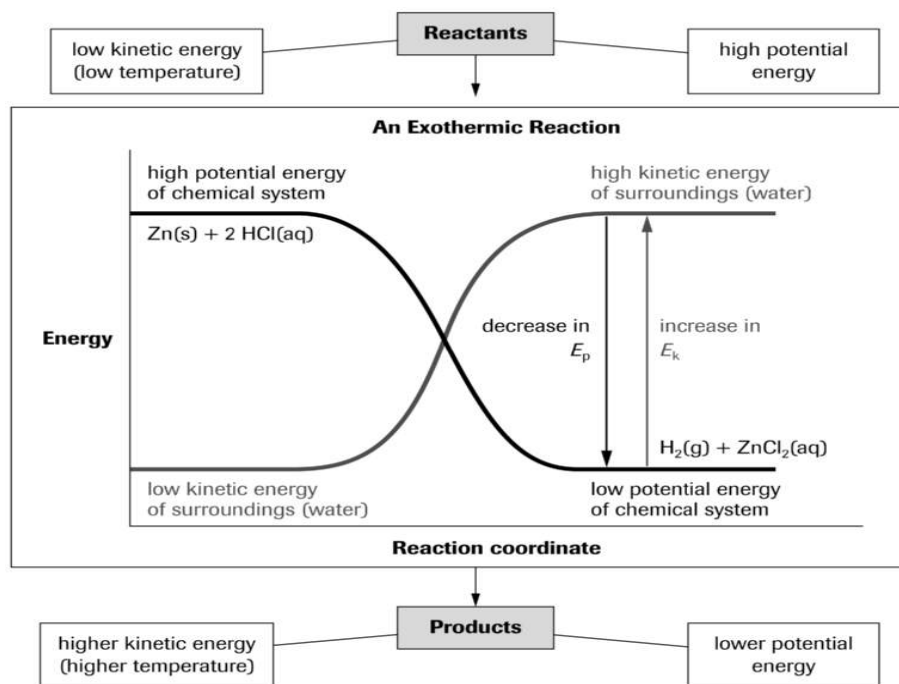 Reactants
low kinetic energy
(low temperature)
high potential
energy
An Exothermic Reaction
high potential energy
of chemical system
Zn(s) + 2 HCl(aq)
high kinetic energy
of surroundings (water)
Energy
decrease in
Eₚ
increase in
Eₖ
H₂(g) + ZnCl₂(aq)
low kinetic energy
of surroundings (water)
low potential energy
of chemical system
Reaction coordinate
Products
higher kinetic energy
(higher temperature)
lower potential
energy